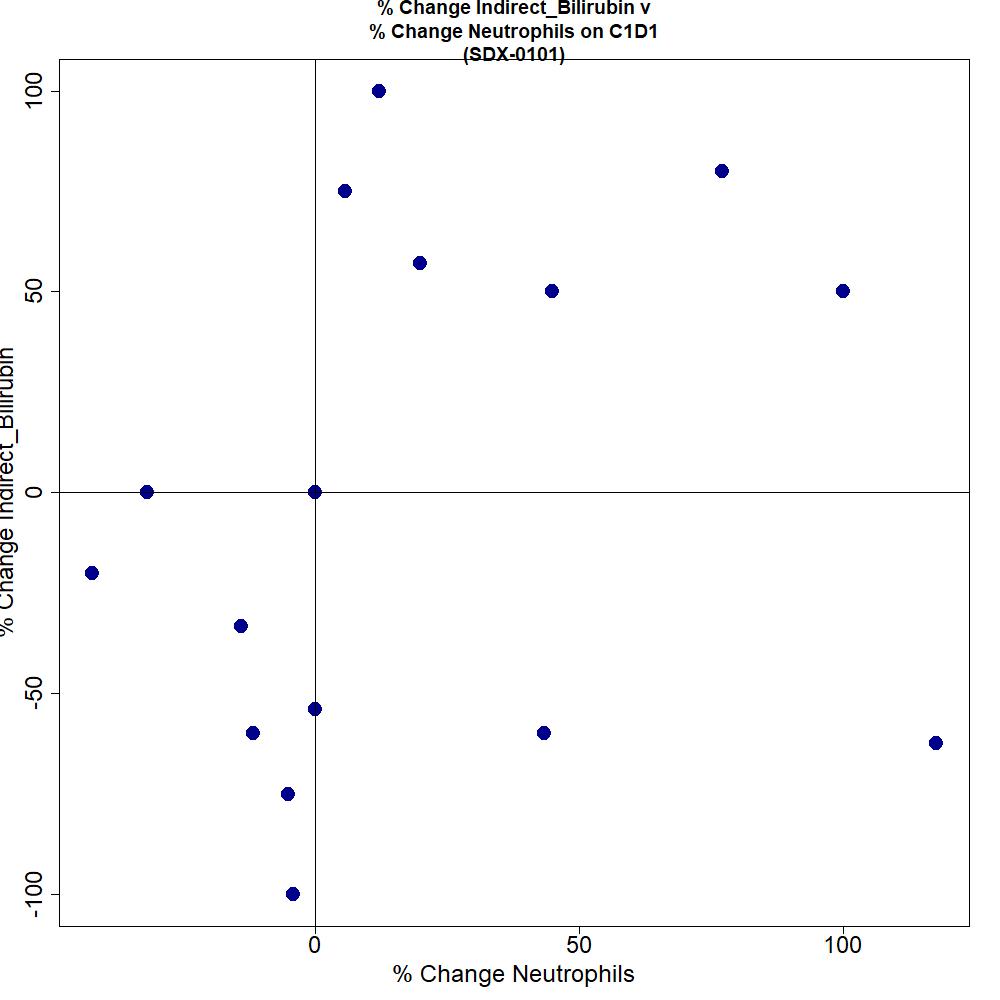 % Change Indirect_Bilirubin v
% Change Neutrophils on C1D1
(SDX-0101)
100
50
0
-50
-100
% Change Indirect_Bilirubin
0
50
100
% Change Neutrophils